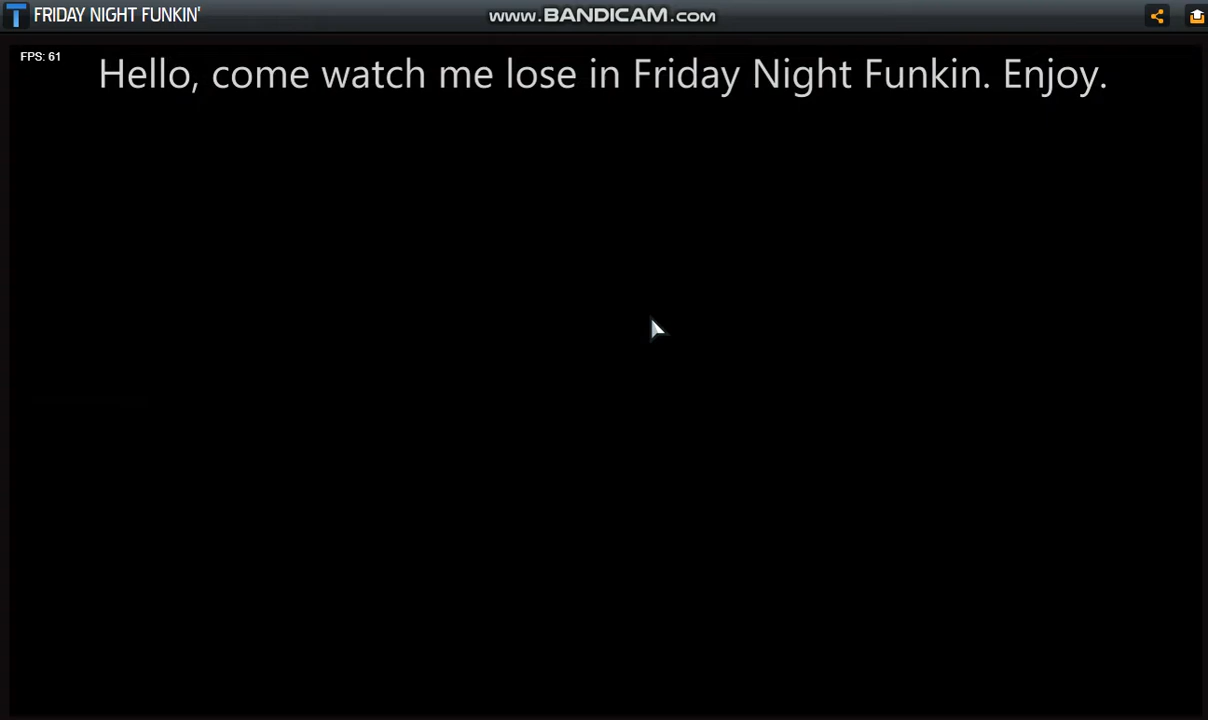 FRIDAY NIGHT FUNKIN'
www.BANDICAM.com
FPS: 61
Hello, come watch me lose in Friday Night Funkin. Enjoy.